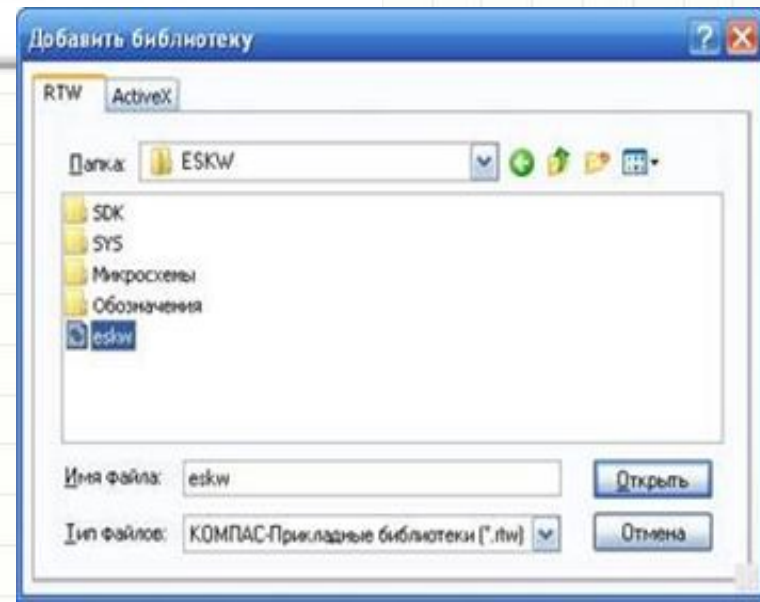 Добавить библиотеку
RTW ActiveX
Папка: ESKW
SDK
SYS
Микросхемы
Обозначения
eskw
Имя файла: eskw Открыть
Тип файлов: КОМПАС-Прикладные библиотеки (*.rtw) Отмена